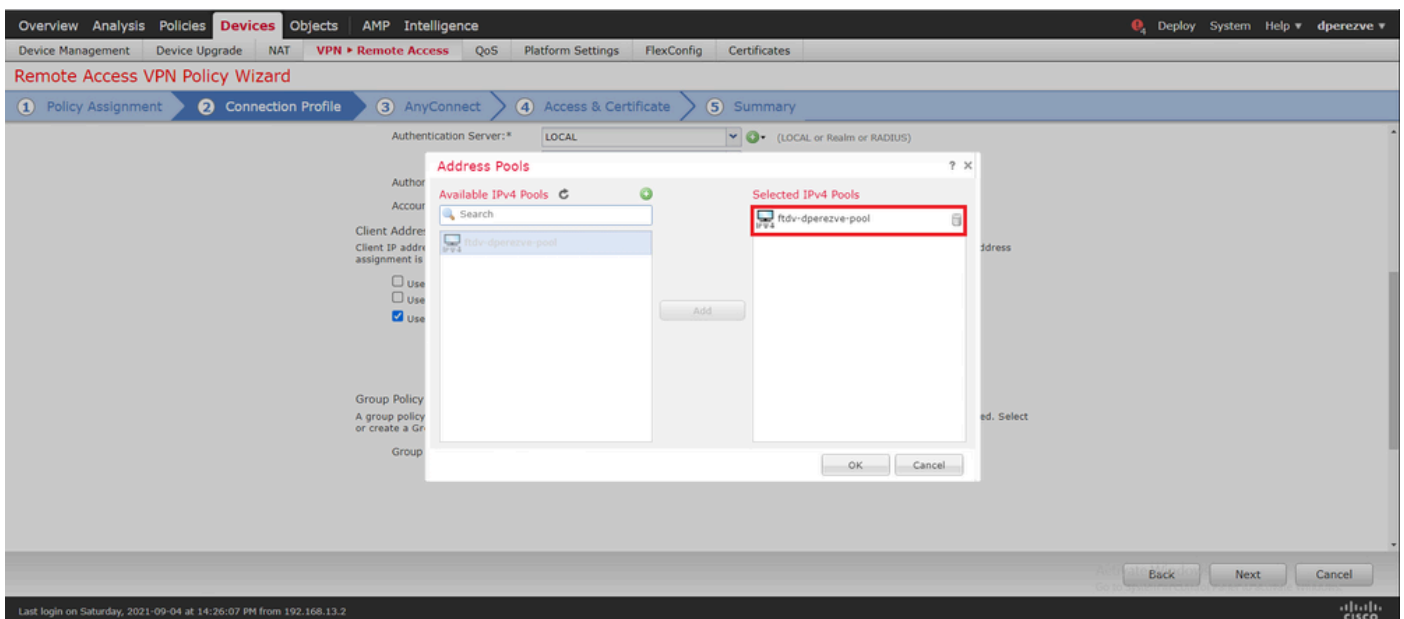 Overview Analysis Policies Devices Objects AMP Intelligence 4 Deploy System Help dperezve
Device Management Device Upgrade NAT VPN ▸ Remote Access QoS Platform Settings FlexConfig Certificates
Remote Access VPN Policy Wizard
1 Policy Assignment 2 Connection Profile 3 AnyConnect 4 Access & Certificate 5 Summary
Authentication Server:* LOCAL (LOCAL or Realm or RADIUS)
Address Pools ? ×
Author
Available IPv4 Pools Selected IPv4 Pools
Accour
Search
ftdv-dperezve-pool
IPv4
Client Addre
Client IP addre ddress
ftdv-dperezve-pool
IPv4
assignment is
Use
Use
Use
Add
Group Policy
A group policy ed. Select
or create a Gr
Group
OK Cancel
Back Next Cancel
Last login on Saturday, 2021-09-04 at 14:26:07 PM from 192.168.13.2
CISCO